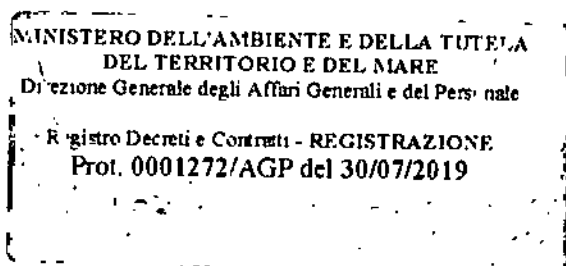 MINISTERO DELL'AMBIENTE E DELLA TUTELA
DEL TERRITORIO E DEL MARE
Direzione Generale degli Affari Generali e del Personale
Registro Decreti e Contratti - REGISTRAZIONE
Prot. 0001272/AGP del 30/07/2019